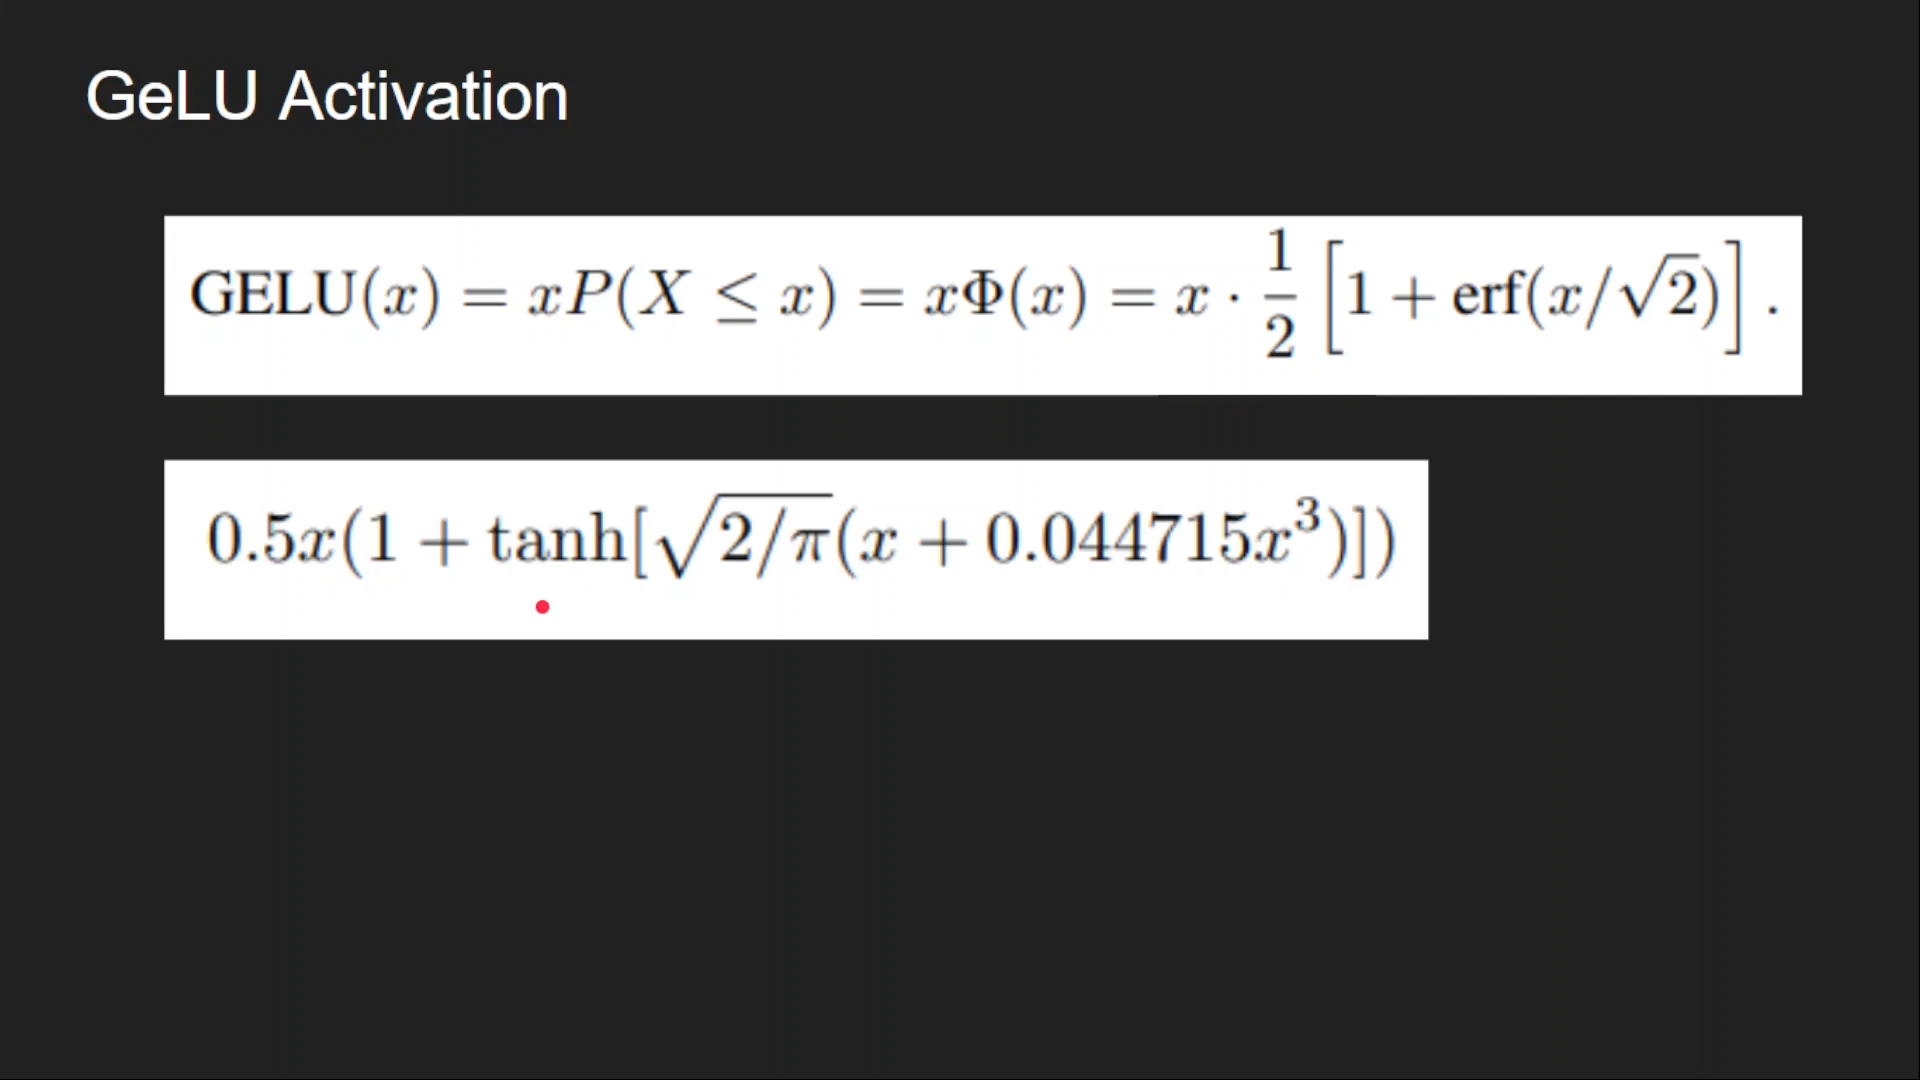 GeLU Activation
GELU(x) = xP(X ≤ x) = xΦ(x) = x · 1/2 [1 + erf(x/√2)] .
0.5x(1 + tanh[√2/π(x + 0.044715x³)])